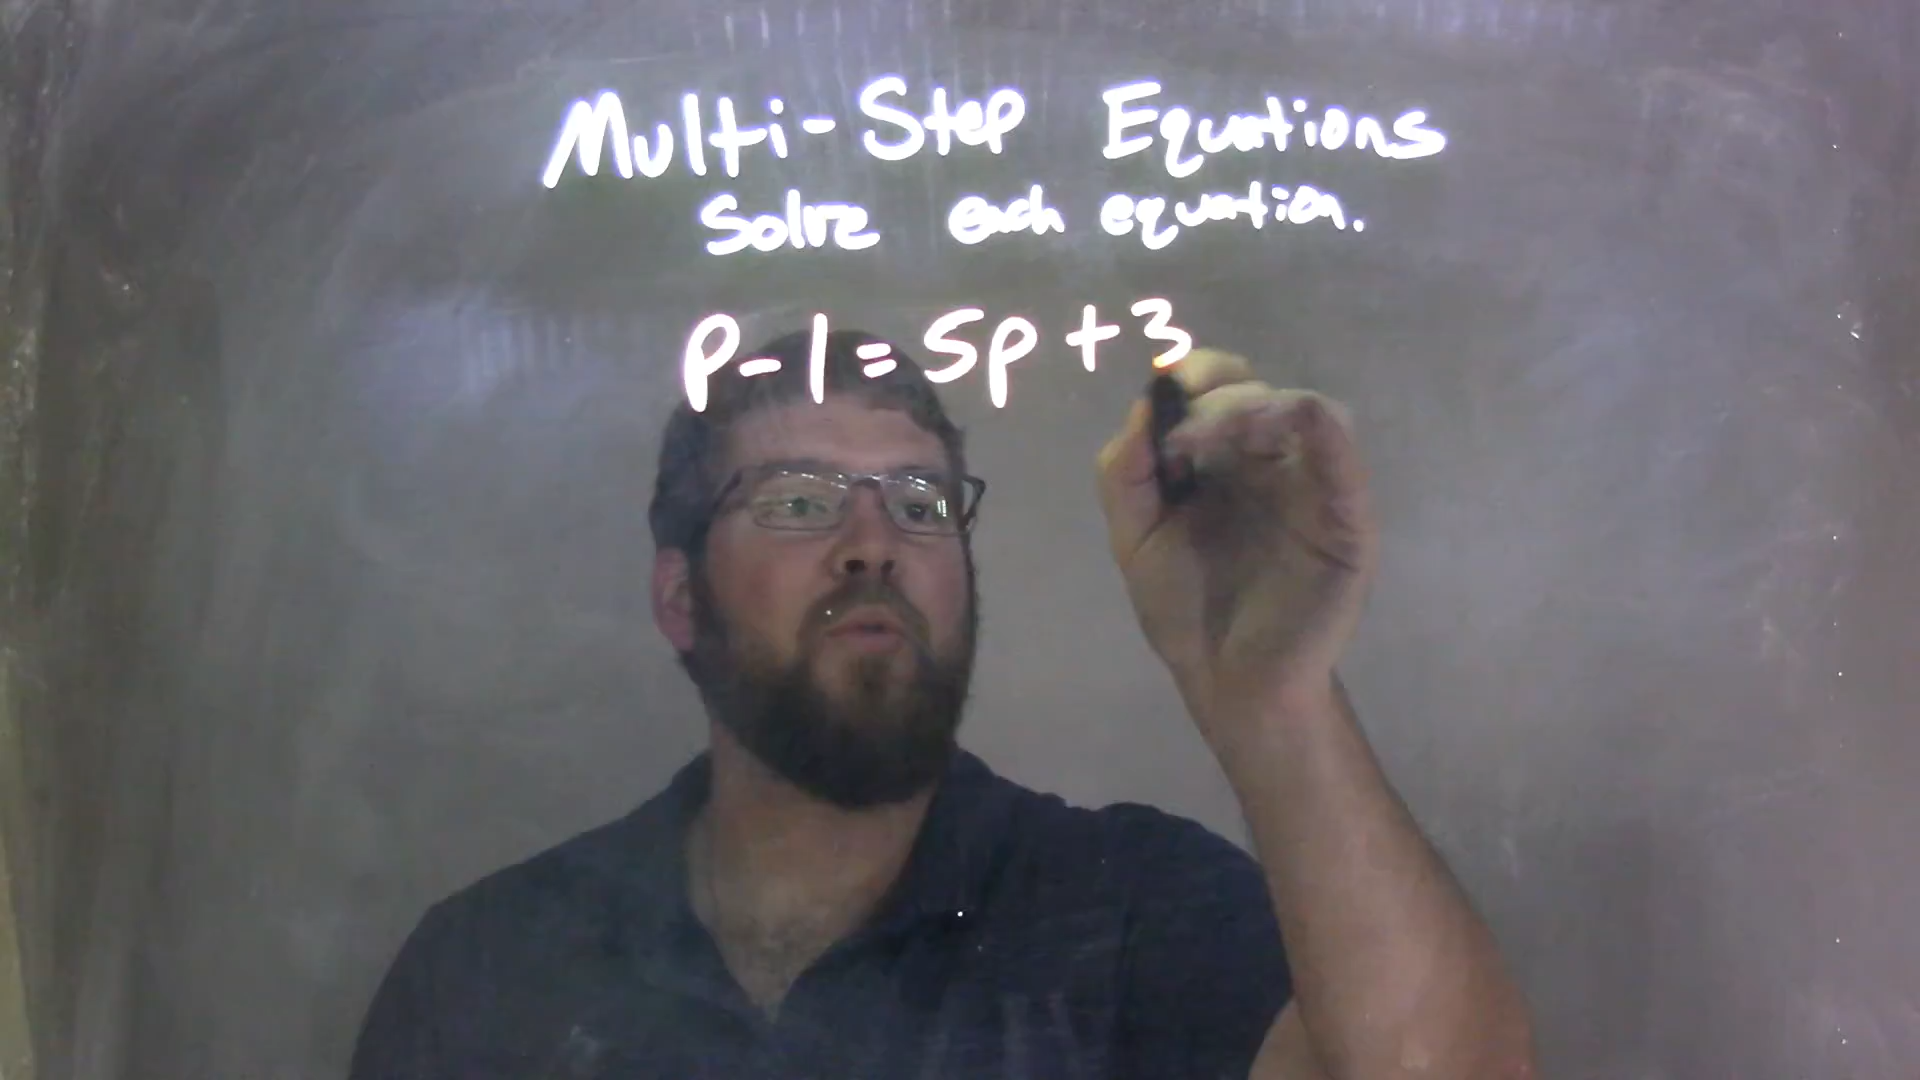 Multi-Step Equations
Solve each equation.
p-1=5p+3